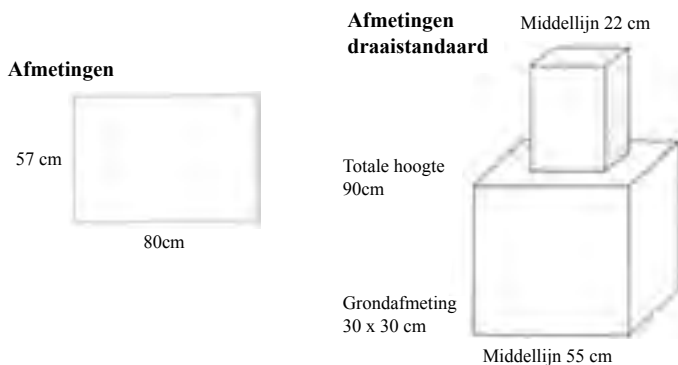 Afmetingen
57 cm
80cm
Afmetingen
draaistandaard
Middellijn 22 cm
Totale hoogte
90cm
Grondafmeting
30 x 30 cm
Middellijn 55 cm